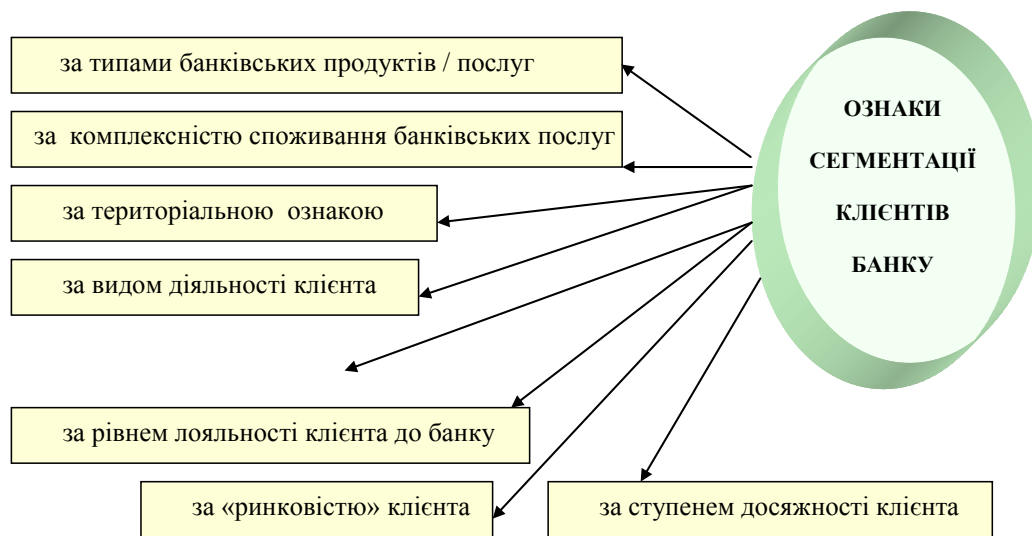 за типами банківських продуктів / послуг
за комплексністю споживання банківських послуг
за територіальною ознакою
за видом діяльності клієнта
за рівнем лояльності клієнта до банку
за «ринковістю» клієнта
за ступенем досяжності клієнта
ОЗНАКИ
СЕГМЕНТАЦІЇ
КЛІЄНТІВ
БАНКУ